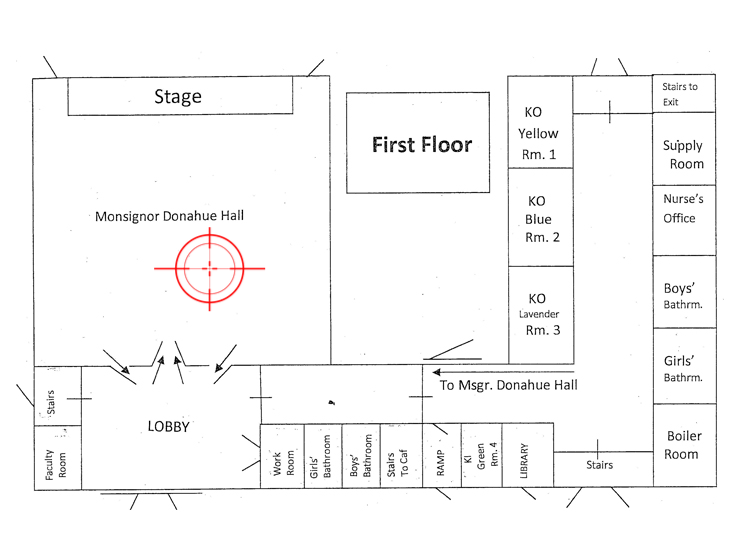 Stage
First Floor
Monsignor Donahue Hall
KO
Yellow
Rm. 1
KO
Blue
Rm. 2
KO
Lavender
Rm. 3
Stairs to
Exit
Supply
Room
Nurse's
Office
Boys'
Bathrm.
Girls'
Bathrm.
Boiler
Room
To Msgr. Donahue Hall
Stairs
Faculty
Room
LOBBY
Work
Room
Girls'
Bathroom
Boys'
Bathroom
Stairs
To Caf
RAMP
KI
Green
Rm. 4
LIBRARY
Stairs